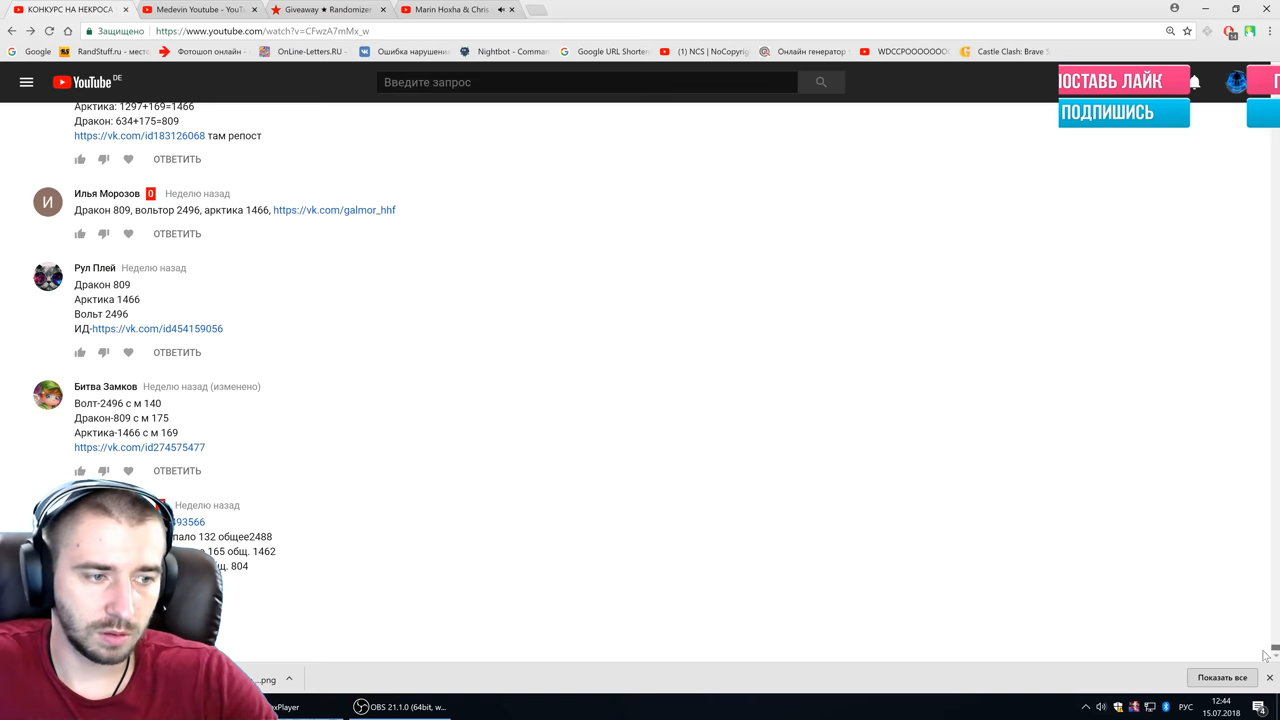 КОНКУРС НА НЕКРОСА
Medevin Youtube - YouTu
Giveaway ★ Randomizer
Marin Hoxha & Chris
Защищено
https://www.youtube.com/watch?v=CFwzA7mMx_w
Google
RandStuff.ru - место
Фотошоп онлайн -
OnLine-Letters.RU -
Ошибка нарушения
Nightbot - Comman
Google URL Shorten
(1) NCS | NoCopyrig
Онлайн генератор
WDCCPOOOOOOO
Castle Clash: Brave S
YouTube DE
Введите запрос
ПОСТАВЬ ЛАЙК
ПОДПИШИСЬ
Арктика: 1297+169=1466
Дракон: 634+175=809
https://vk.com/id183126068 там репост
ОТВЕТИТЬ
Илья Морозов 0 Неделю назад
И
Дракон 809, вольтор 2496, арктика 1466, https://vk.com/galmor_hhf
ОТВЕТИТЬ
Рул Плей Неделю назад
Дракон 809
Арктика 1466
Вольт 2496
ИД-https://vk.com/id454159056
ОТВЕТИТЬ
Битва Замков Неделю назад (изменено)
Волт-2496 с м 140
Дракон-809 с м 175
Арктика-1466 с м 169
https://vk.com/id274575477
ОТВЕТИТЬ
Неделю назад
493566
пало 132 общее2488
165 общ. 1462
804
.png
Показать все
OBS 21.1.0 (64bit, w...
РУС
12:44
15.07.2018
4